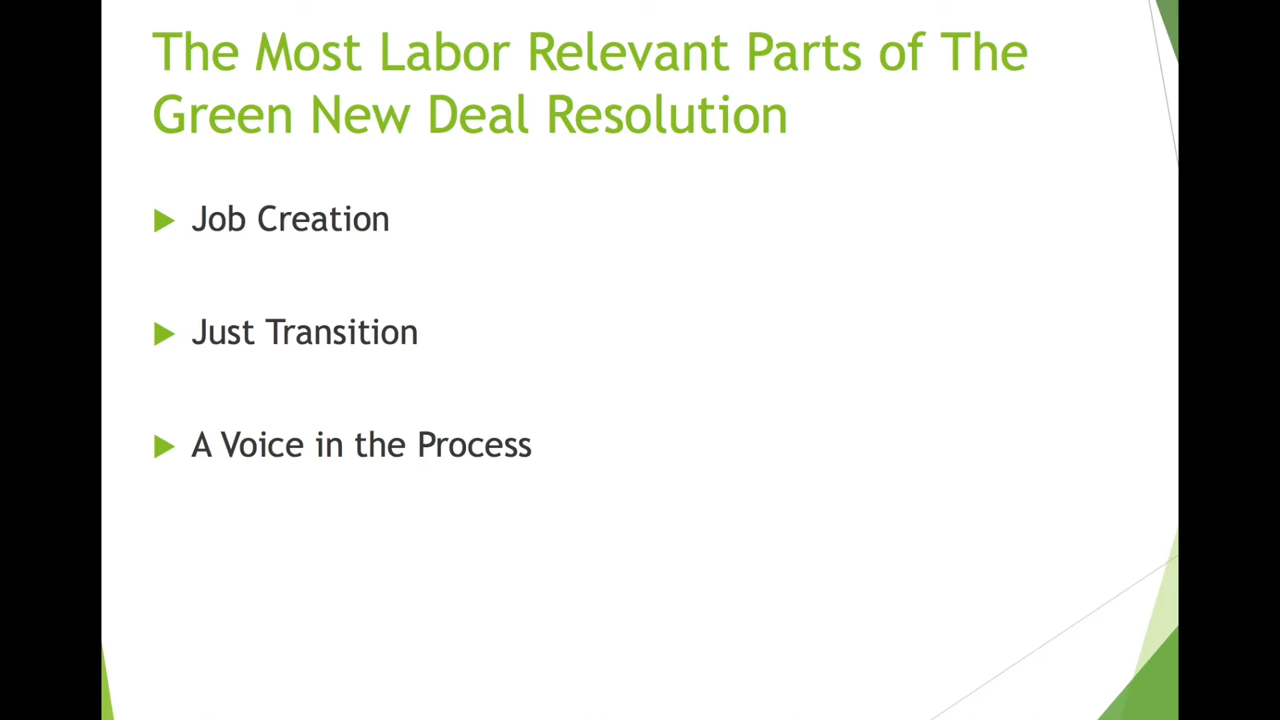 The Most Labor Relevant Parts of The
Green New Deal Resolution
Job Creation
Just Transition
A Voice in the Process